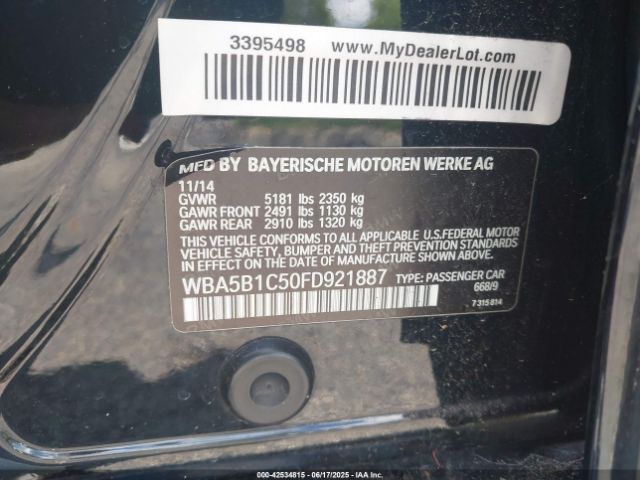 3395498 www.MyDealerLot.com
MFD BY BAYERISCHE MOTOREN WERKE AG
11/14
GVWR 5181 lbs 2350 kg
GAWR FRONT 2491 lbs 1130 kg
GAWR REAR 2910 lbs 1320 kg
THIS VEHICLE CONFORMS TO ALL APPLICABLE U.S.FEDERAL MOTOR
VEHICLE SAFETY, BUMPER AND THEFT PREVENTION STANDARDS
IN EFFECT ON THE DATE OF MANUFACTURE SHOWN ABOVE.
WBA5B1C50FD921887 TYPE: PASSENGER CAR
668/9
7 315 814
000-42534815 - 06/17/2025 - IAAI.COM